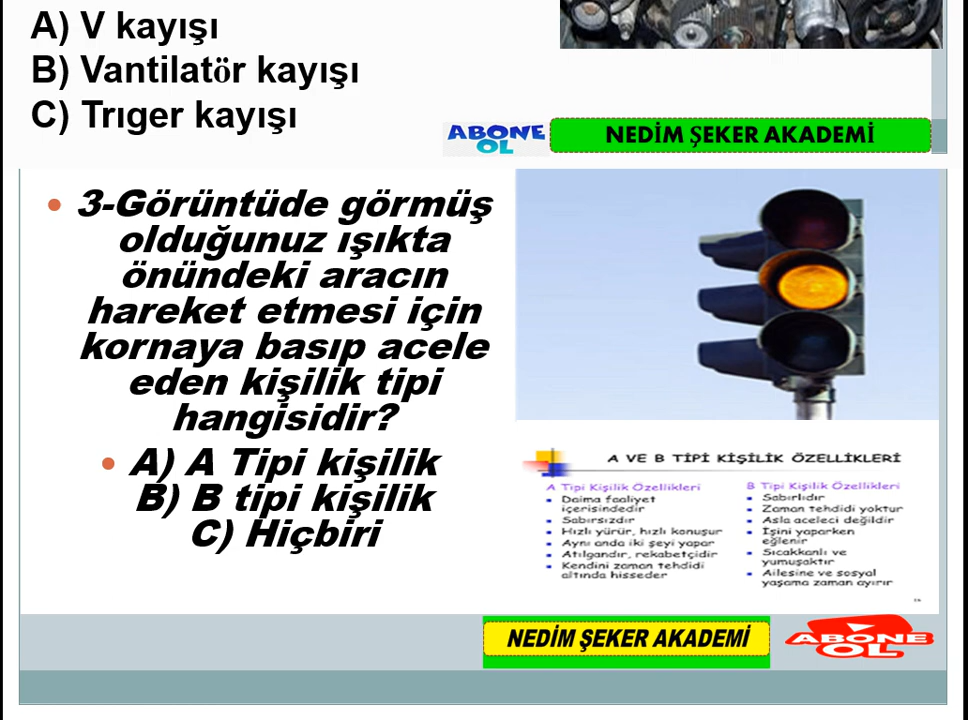 A) V kayışı
B) Vantilatör kayışı
C) Trıger kayışı
ABONE
OL
NEDİM ŞEKER AKADEMİ
• 3-Görüntüde görmüş
olduğunuz ışıkta
önündeki aracın
hareket etmesi için
kornaya basıp acele
eden kişilik tipi
hangisidir?
• A) A Tipi kişilik
B) B tipi kişilik
C) Hiçbiri
A VE B TİPİ KİŞİLİK ÖZELLİKLERİ
A Tipi Kişilik Özellikleri
Daima faaliyet
içerisindedir
Sabırsızdır
Hızlı yürür, hızlı konuşur
Aynı anda iki şeyi yapar
Atılgandır, rekabetçidir
Kendini zaman tehdidi
altında hisseder
B Tipi Kişilik Özellikleri
Sabırlıdır
Zaman tehdidi yoktur
Asla aceleci değildir
İşini yaparken
eğlenir
Sıcakkanlı ve
yumuşaktır
Ailesine ve sosyal
yaşama zaman ayırır
NEDİM ŞEKER AKADEMİ
ABONE
OL